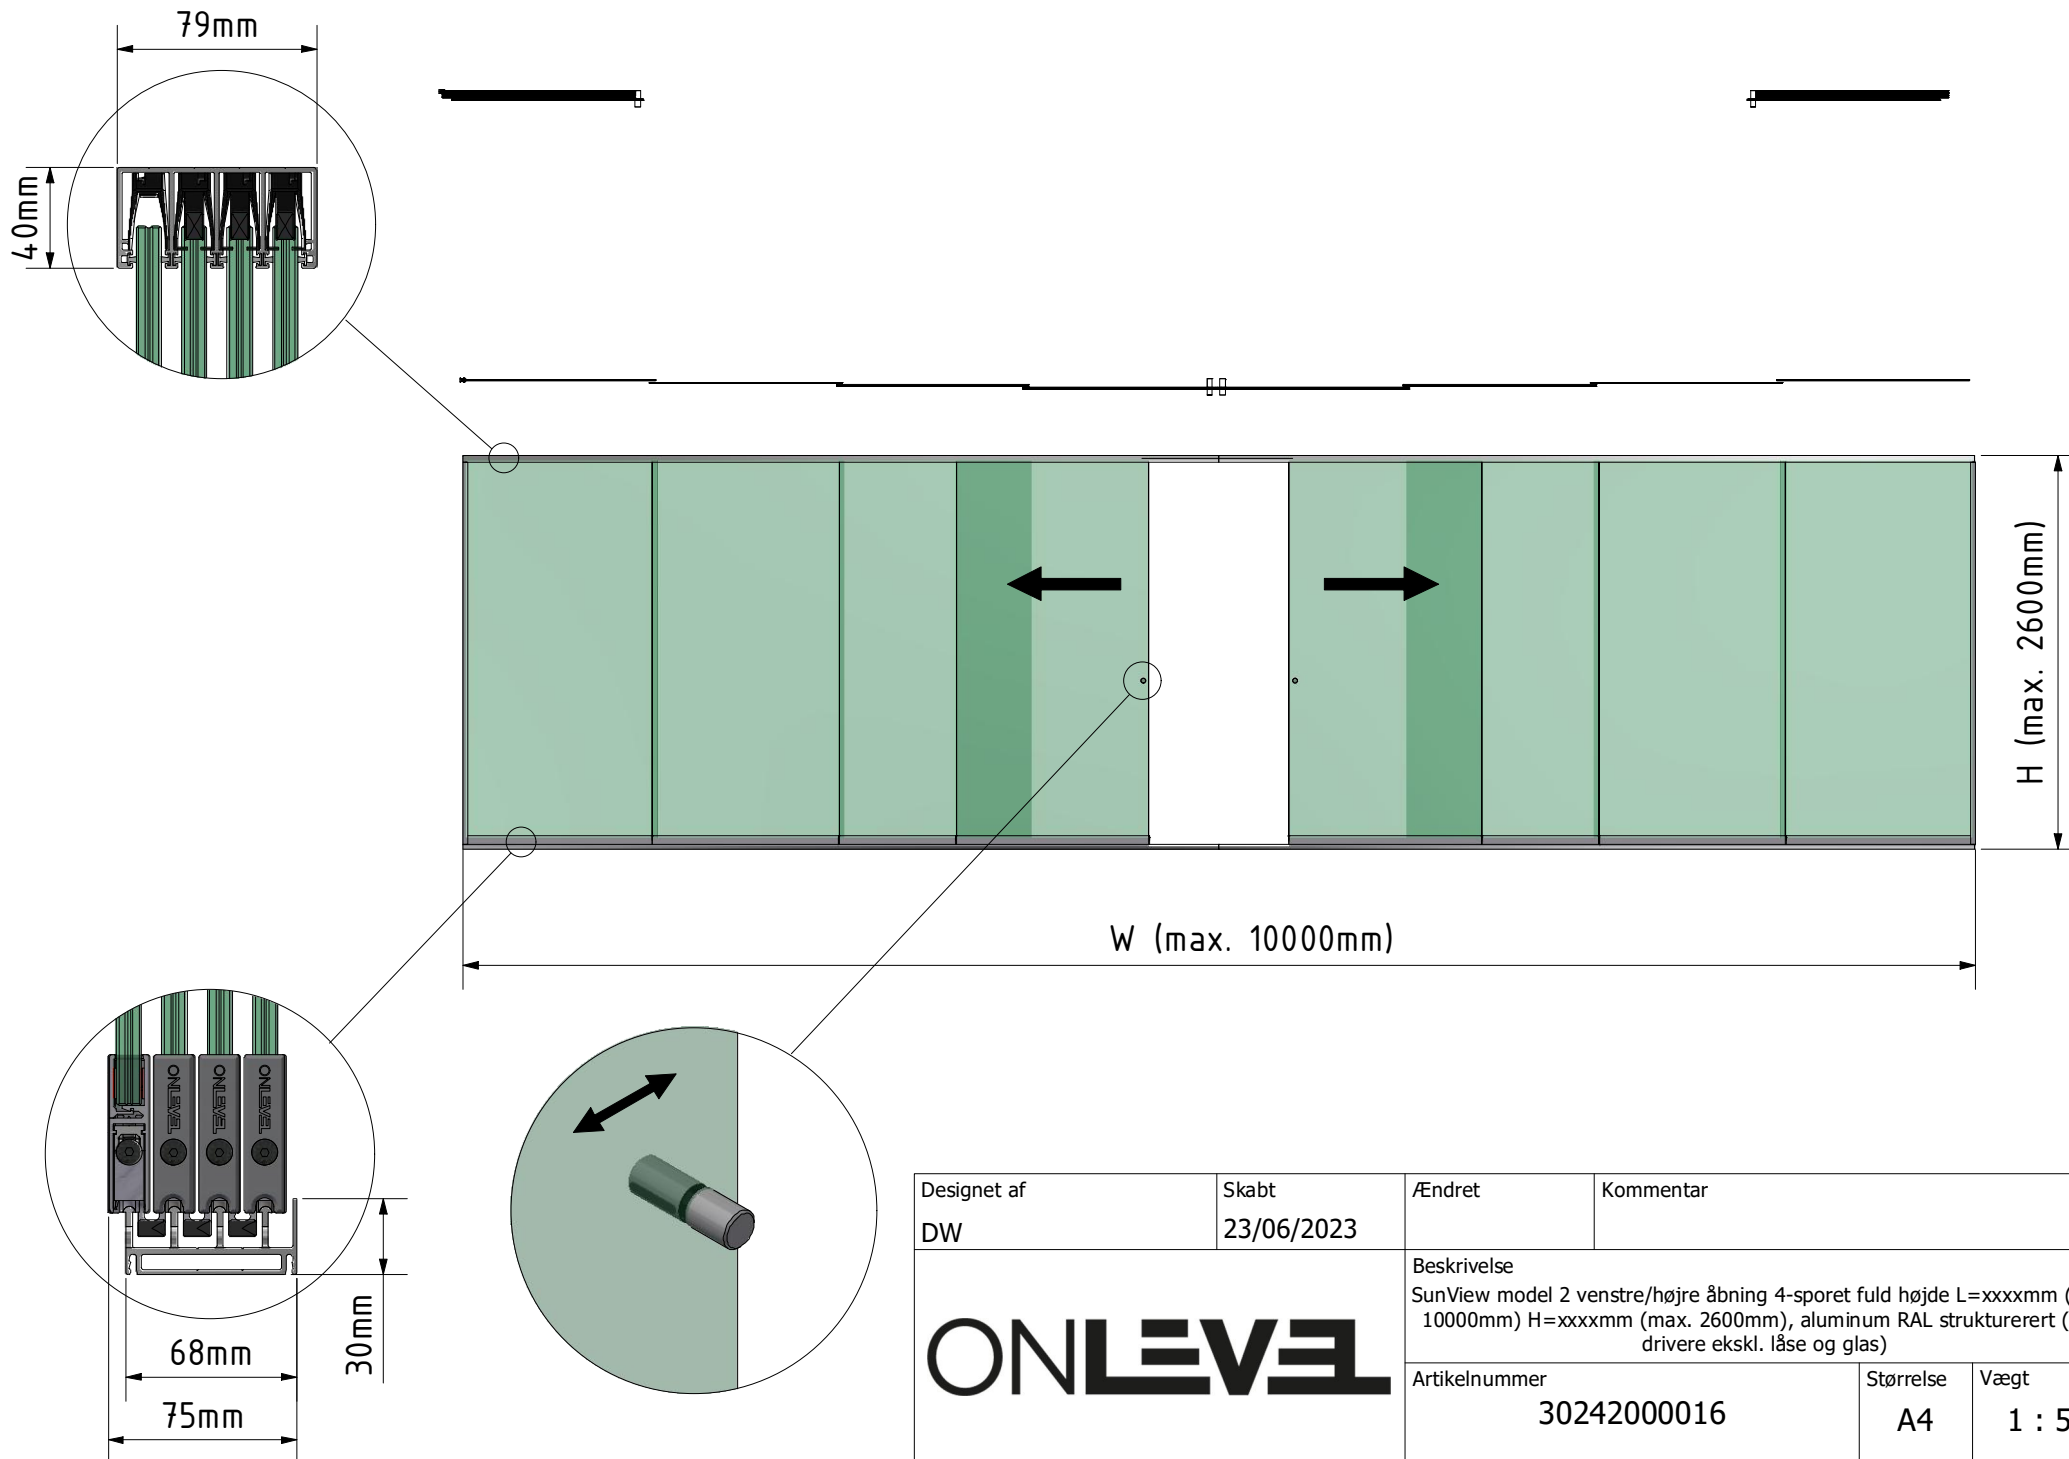 79mm
40mm
H (max. 2600mm)
W (max. 10000mm)
ONLEVEL
ONLEVEL
ONLEVEL
30mm
68mm
75mm
Designet af
DW
Skabt
23/06/2023
Ændret
Kommentar
ONLEVEL
Beskrivelse
SunView model 2 venstre/højre åbning 4-sporet fuld højde L=xxxxmm (
10000mm) H=xxxxmm (max. 2600mm), aluminum RAL strukturerert (
drivere ekskl. låse og glas)
Artikelnummer
30242000016
Størrelse
A4
Vægt
1 : 5